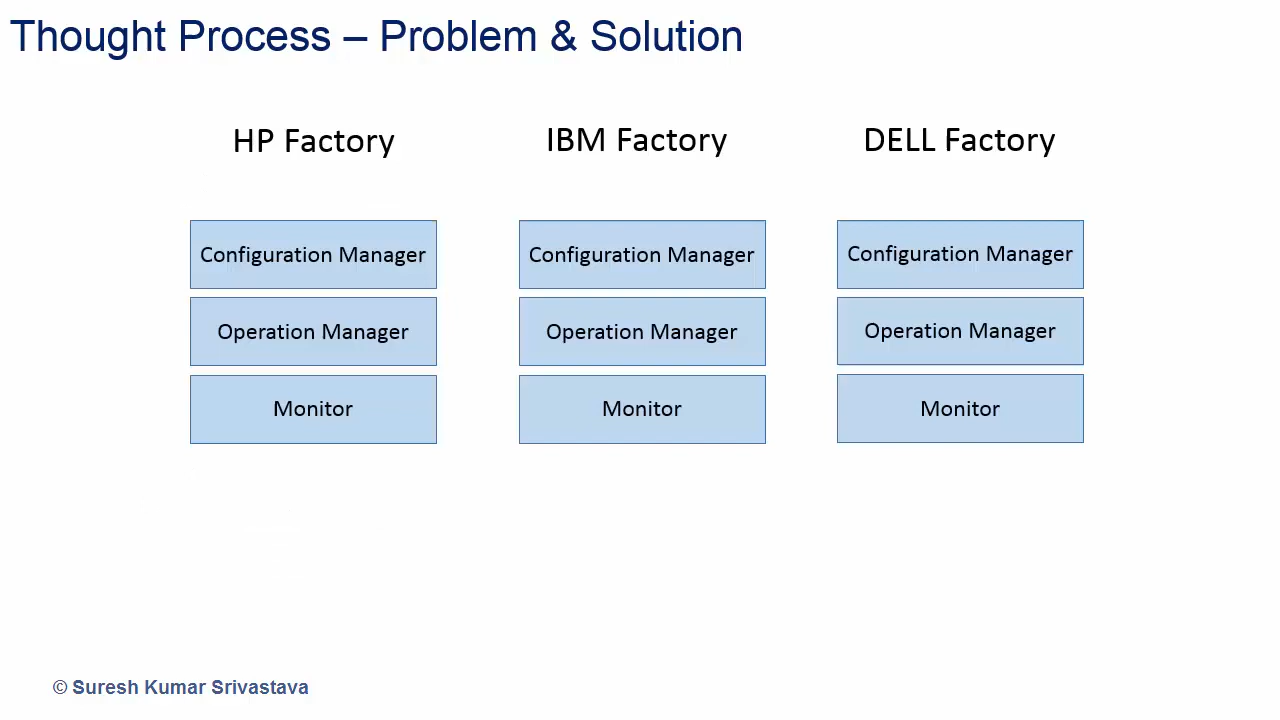 Thought Process – Problem & Solution
HP Factory
IBM Factory
DELL Factory
Configuration Manager
Configuration Manager
Configuration Manager
Operation Manager
Operation Manager
Operation Manager
Monitor
Monitor
Monitor
© Suresh Kumar Srivastava